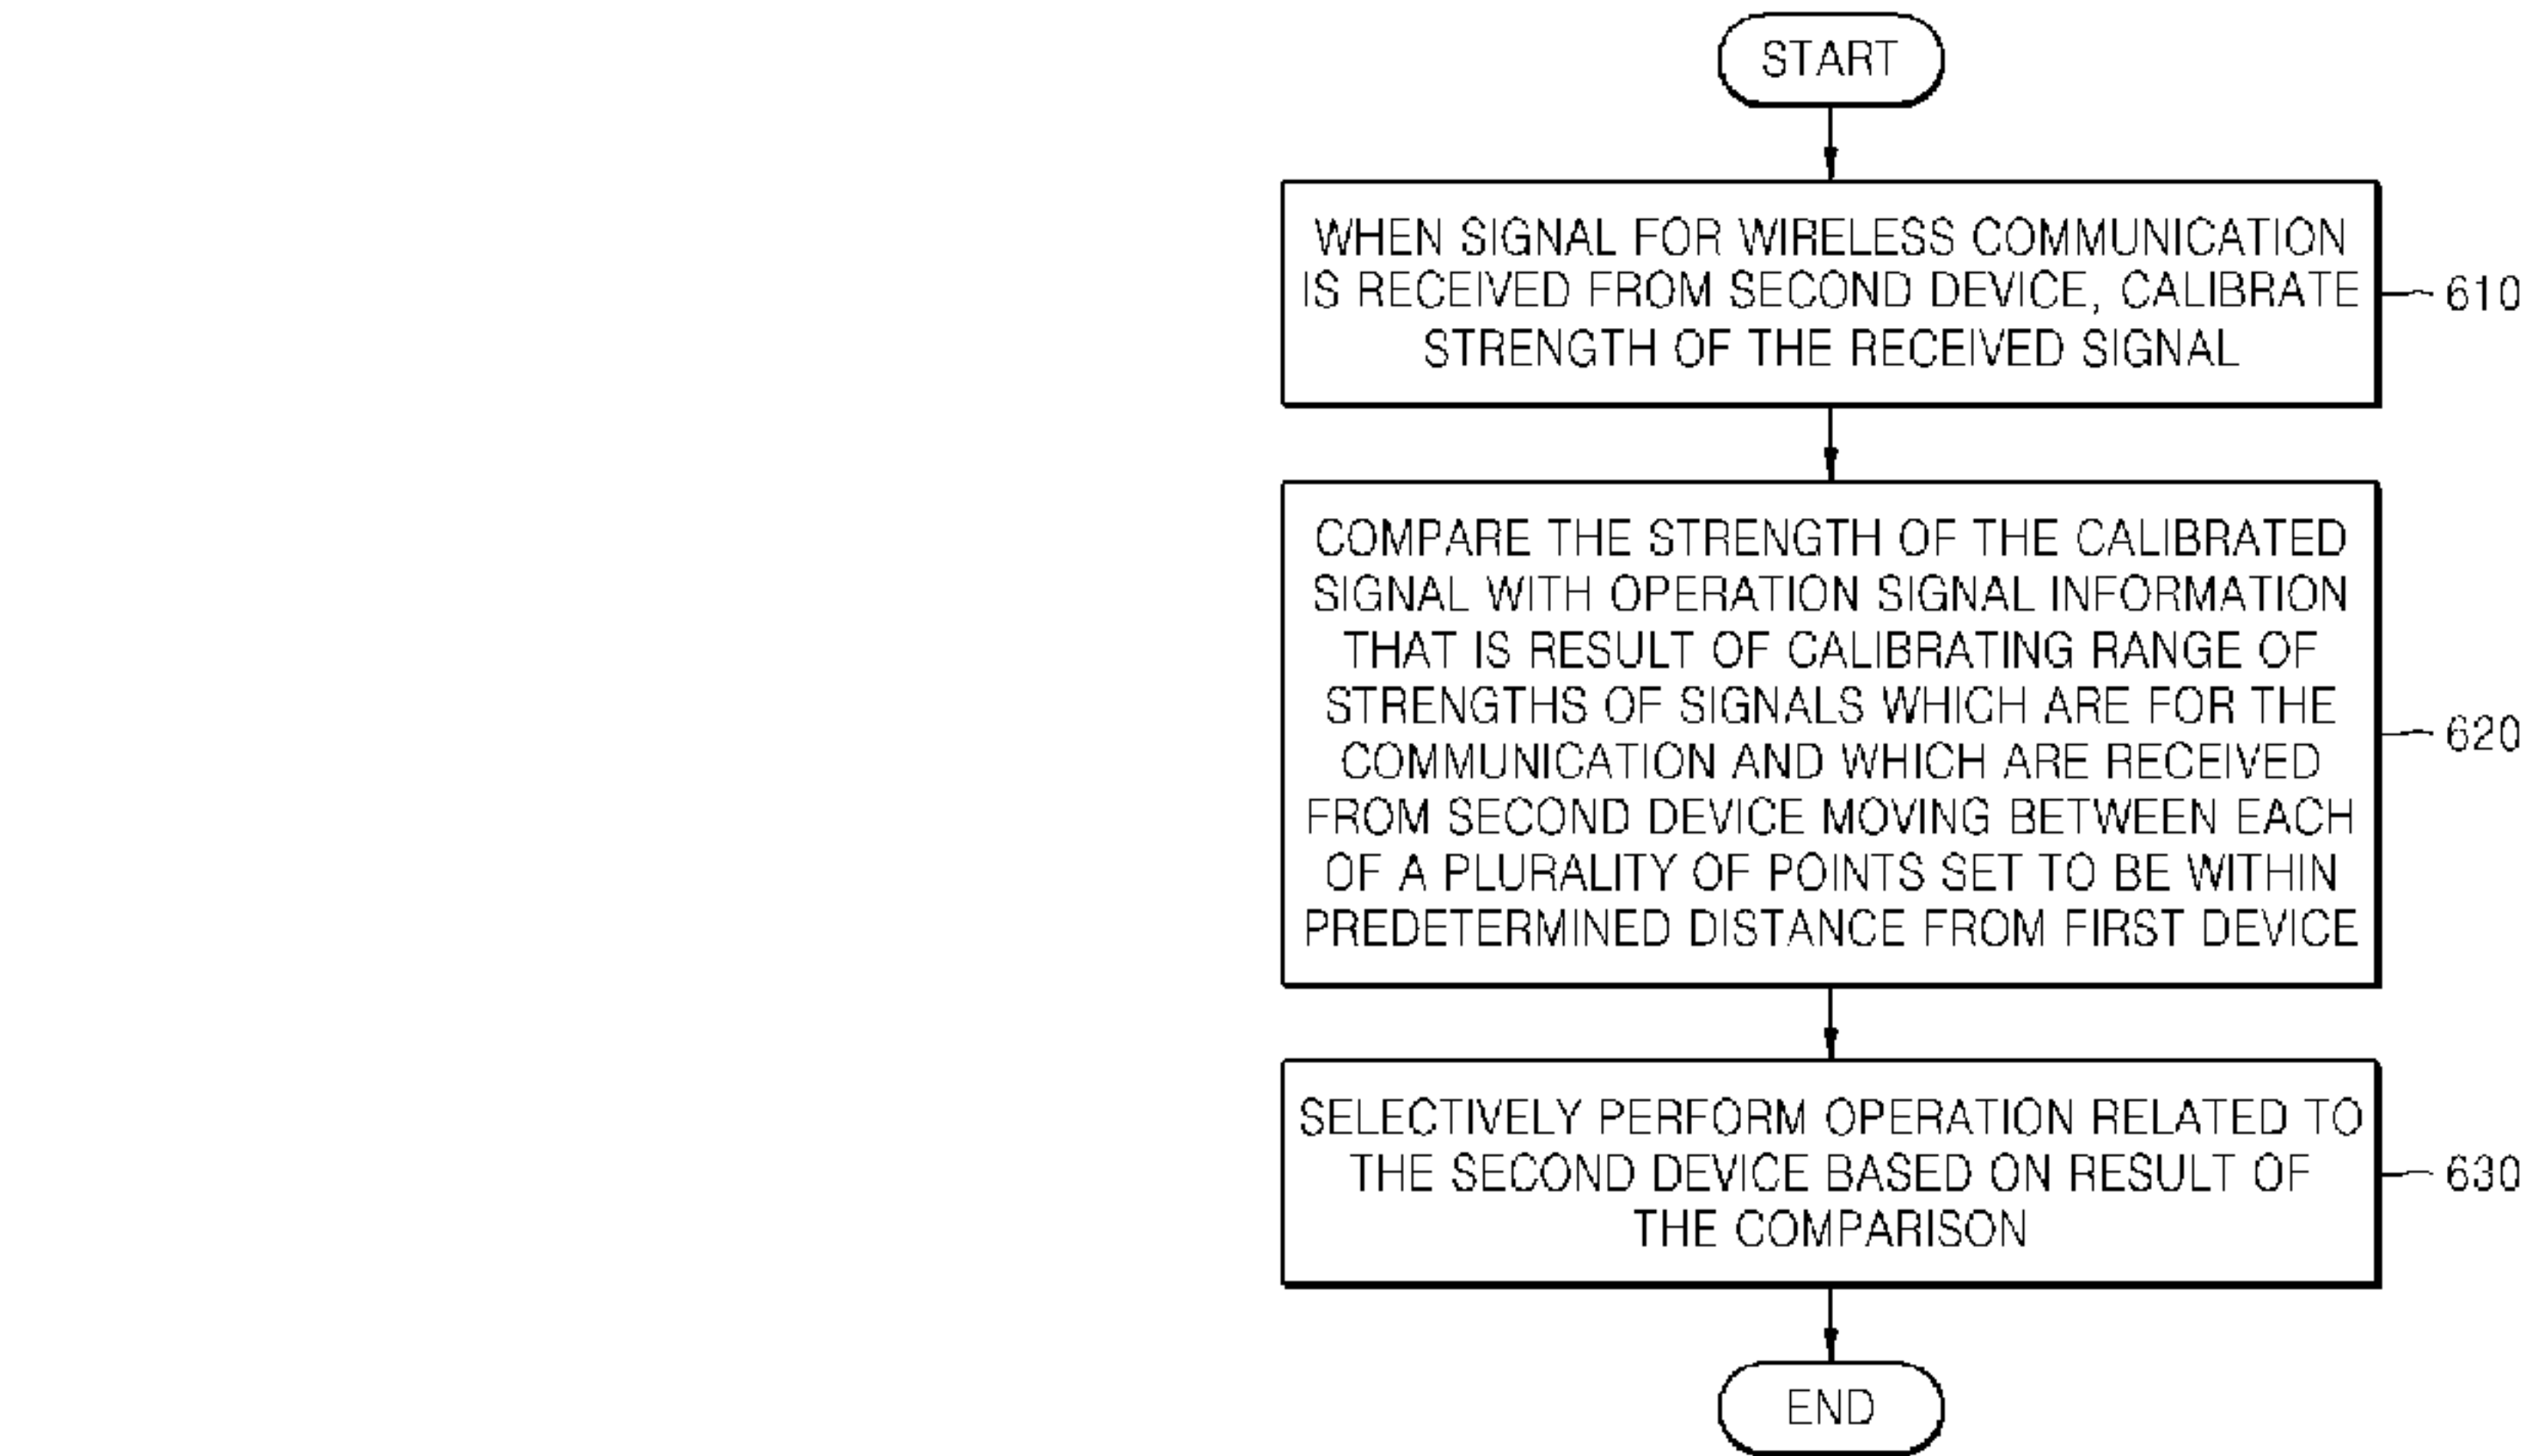 START
WHEN SIGNAL FOR WIRELESS COMMUNICATION
IS RECEIVED FROM SECOND DEVICE, CALIBRATE
STRENGTH OF THE RECEIVED SIGNAL
610
COMPARE THE STRENGTH OF THE CALIBRATED
SIGNAL WITH OPERATION SIGNAL INFORMATION
THAT IS RESULT OF CALIBRATING RANGE OF
STRENGTHS OF SIGNALS WHICH ARE FOR THE
COMMUNICATION AND WHICH ARE RECEIVED
FROM SECOND DEVICE MOVING BETWEEN EACH
OF A PLURALITY OF POINTS SET TO BE WITHIN
PREDETERMINED DISTANCE FROM FIRST DEVICE
620
SELECTIVELY PERFORM OPERATION RELATED TO
THE SECOND DEVICE BASED ON RESULT OF
THE COMPARISON
630
END